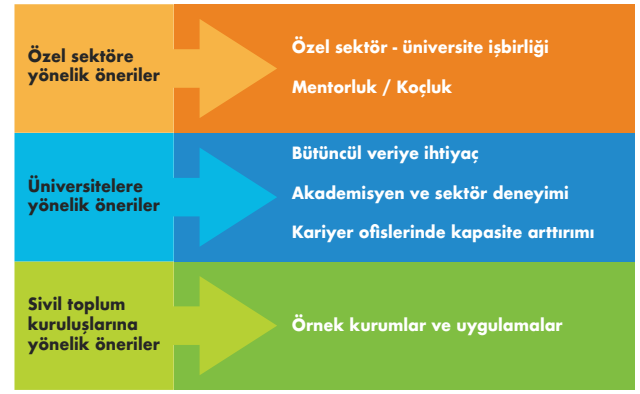 Özel sektöre
yönelik öneriler
Özel sektör - üniversite işbirliği
Mentorluk / Koçluk
Üniversitelere
yönelik öneriler
Bütüncül veriye ihtiyaç
Akademisyen ve sektör deneyimi
Kariyer ofislerinde kapasite arttırımı
Sivil toplum
kuruluşlarına
yönelik öneriler
Örnek kurumlar ve uygulamalar